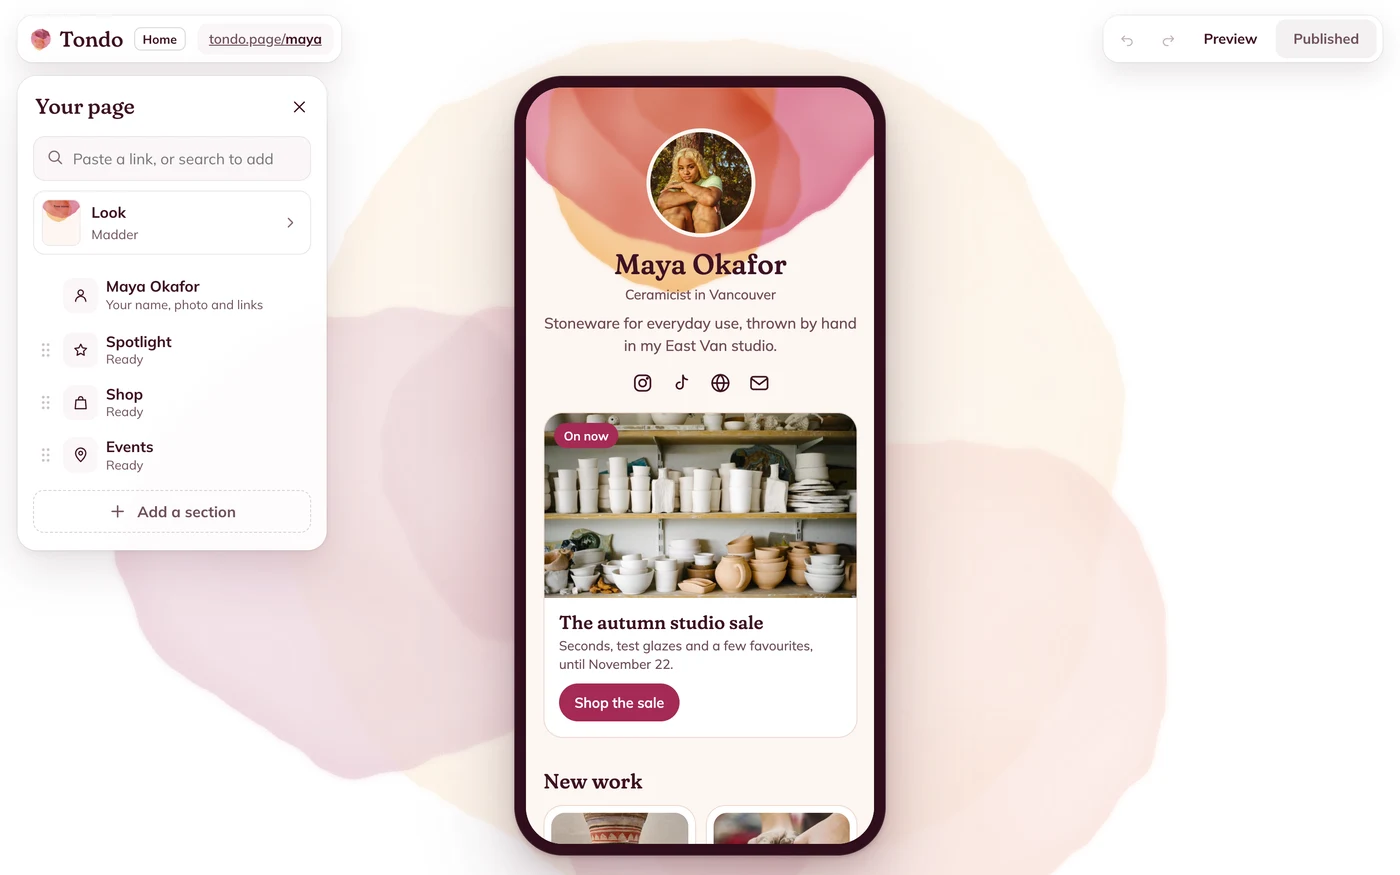 Tondo
Home
tondo.page/maya
Preview
Published
Your page
Paste a link, or search to add
Look
Madder
Maya Okafor
Your name, photo and links
Spotlight
Ready
Shop
Ready
Events
Ready
Add a section
Maya Okafor
Ceramicist in Vancouver
Stoneware for everyday use, thrown by hand
in my East Van studio.
On now
The autumn studio sale
Seconds, test glazes and a few favourites,
until November 22.
Shop the sale
New work